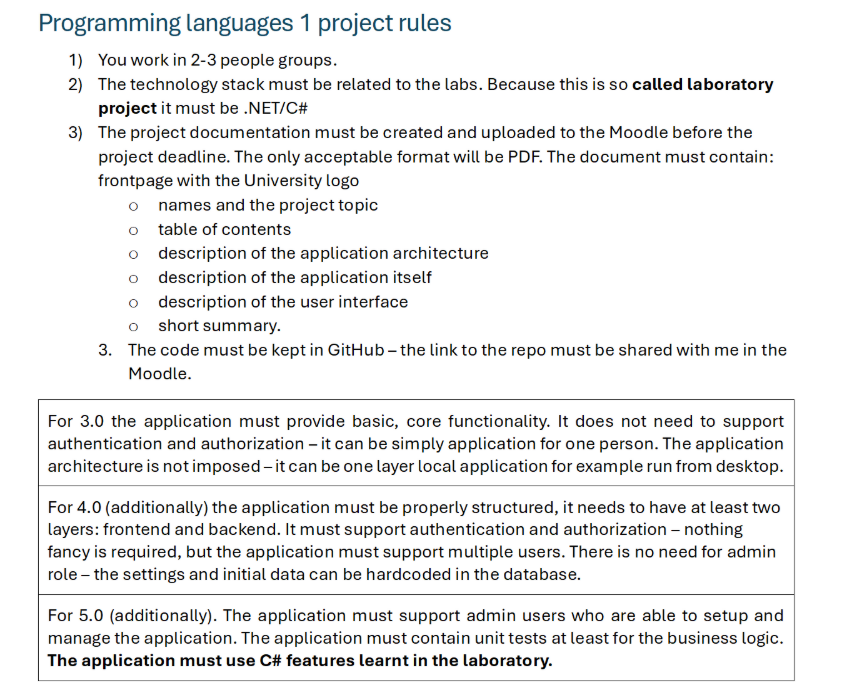 Programming languages 1 project rules
1) You work in 2-3 people groups.
2) The technology stack must be related to the labs. Because this is so called laboratory
project it must be .NET/C#
3) The project documentation must be created and uploaded to the Moodle before the
project deadline. The only acceptable format will be PDF. The document must contain:
frontpage with the University logo
o names and the project topic
o table of contents
o description of the application architecture
o description of the application itself
o description of the user interface
o short summary.
3. The code must be kept in GitHub – the link to the repo must be shared with me in the
Moodle.
For 3.0 the application must provide basic, core functionality. It does not need to support
authentication and authorization – it can be simply application for one person. The application
architecture is not imposed – it can be one layer local application for example run from desktop.
For 4.0 (additionally) the application must be properly structured, it needs to have at least two
layers: frontend and backend. It must support authentication and authorization – nothing
fancy is required, but the application must support multiple users. There is no need for admin
role – the settings and initial data can be hardcoded in the database.
For 5.0 (additionally). The application must support admin users who are able to setup and
manage the application. The application must contain unit tests at least for the business logic.
The application must use C# features learnt in the laboratory.